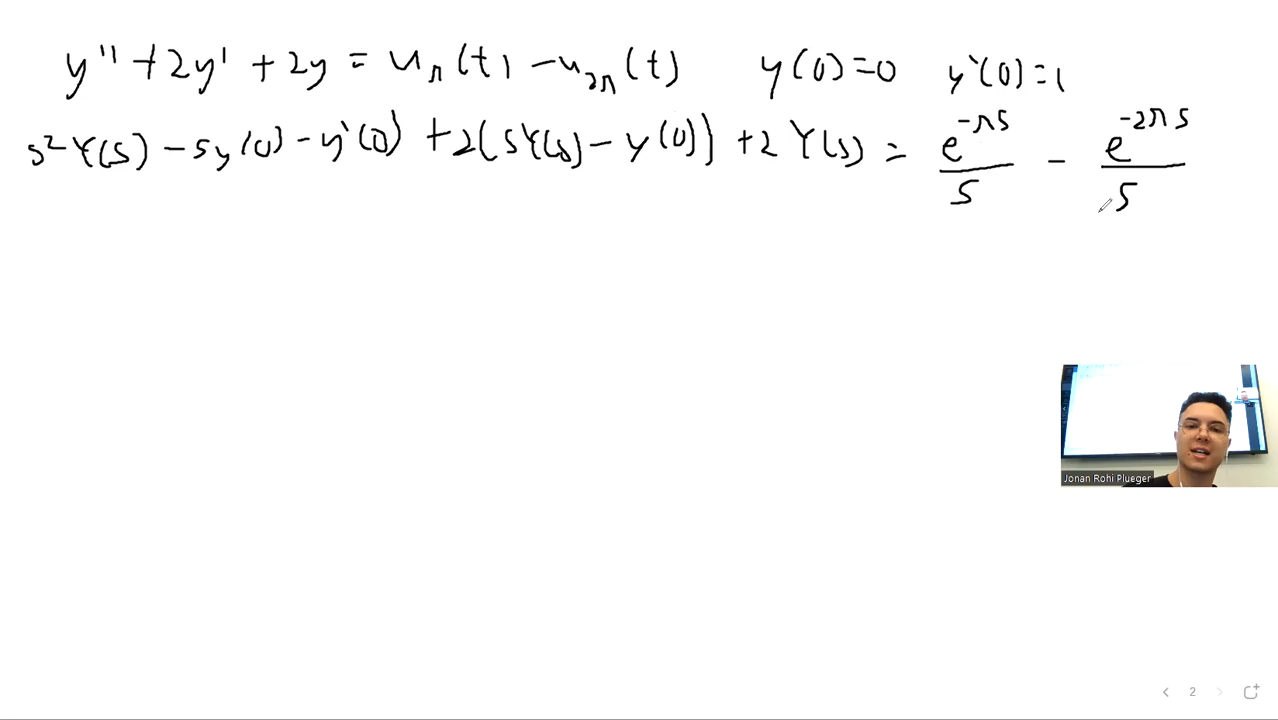 y'' + 2y' + 2y = u_π(t) - u_2π(t) y(0)=0 y'(0)=1
s²Y(s) - sy(0) - y'(0) + 2(sY(s) - y(0)) + 2Y(s) = e^(-πs)/s - e^(-2πs)/s
Jonan Rohi Plueger
2